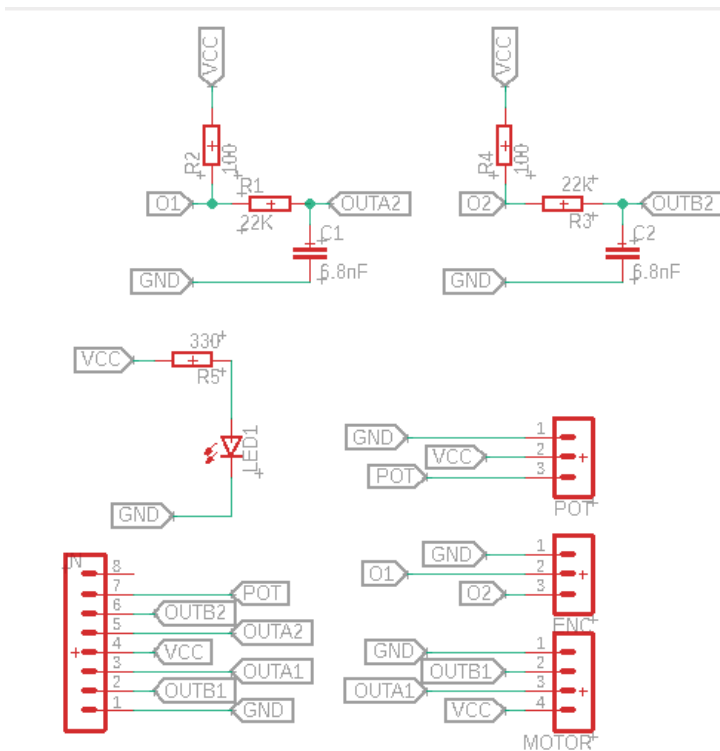 VCC
R2
100
O1
R1
22K
OUTA2
C1
6.8nF
GND
VCC
R4
100
O2
22K
R3
OUTB2
C2
6.8nF
GND
VCC
330
R5
LED1
GND
GND 1
VCC 2
POT 3
POT
GND 1
O1 2
O2 3
ENC
GND 1
OUTB1 2
OUTA1 3
VCC 4
MOTOR
IN
8
7 POT
6 OUTB2
5 OUTA2
4 VCC
3 OUTA1
2 OUTB1
1 GND